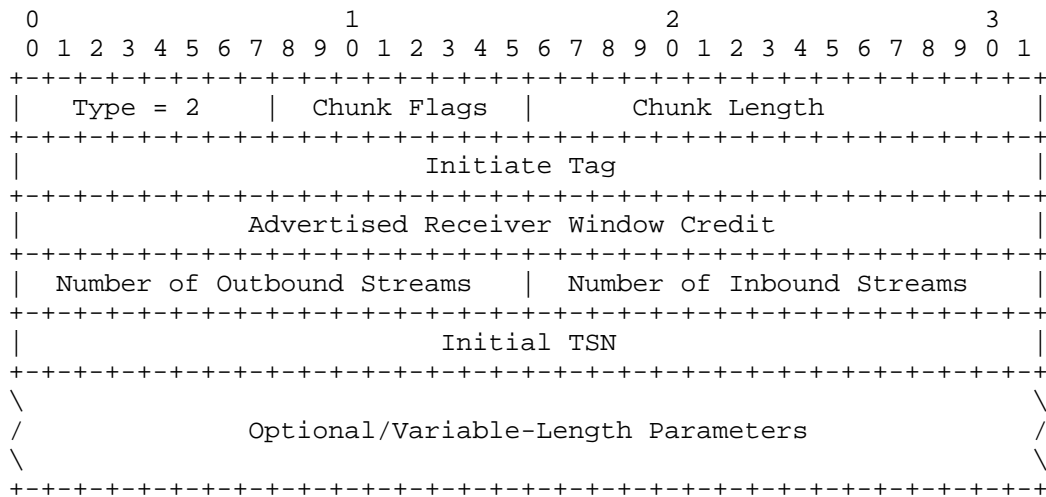 0                   1                   2                   3
 0 1 2 3 4 5 6 7 8 9 0 1 2 3 4 5 6 7 8 9 0 1 2 3 4 5 6 7 8 9 0 1
+-+-+-+-+-+-+-+-+-+-+-+-+-+-+-+-+-+-+-+-+-+-+-+-+-+-+-+-+-+-+-+-+
|   Type = 2    |  Chunk Flags  |      Chunk Length             |
+-+-+-+-+-+-+-+-+-+-+-+-+-+-+-+-+-+-+-+-+-+-+-+-+-+-+-+-+-+-+-+-+
|                         Initiate Tag                          |
+-+-+-+-+-+-+-+-+-+-+-+-+-+-+-+-+-+-+-+-+-+-+-+-+-+-+-+-+-+-+-+-+
|              Advertised Receiver Window Credit                |
+-+-+-+-+-+-+-+-+-+-+-+-+-+-+-+-+-+-+-+-+-+-+-+-+-+-+-+-+-+-+-+-+
|  Number of Outbound Streams   |  Number of Inbound Streams    |
+-+-+-+-+-+-+-+-+-+-+-+-+-+-+-+-+-+-+-+-+-+-+-+-+-+-+-+-+-+-+-+-+
|                          Initial TSN                          |
+-+-+-+-+-+-+-+-+-+-+-+-+-+-+-+-+-+-+-+-+-+-+-+-+-+-+-+-+-+-+-+-+
\                                                               \
/              Optional/Variable-Length Parameters              /
\                                                               \
+-+-+-+-+-+-+-+-+-+-+-+-+-+-+-+-+-+-+-+-+-+-+-+-+-+-+-+-+-+-+-+-+